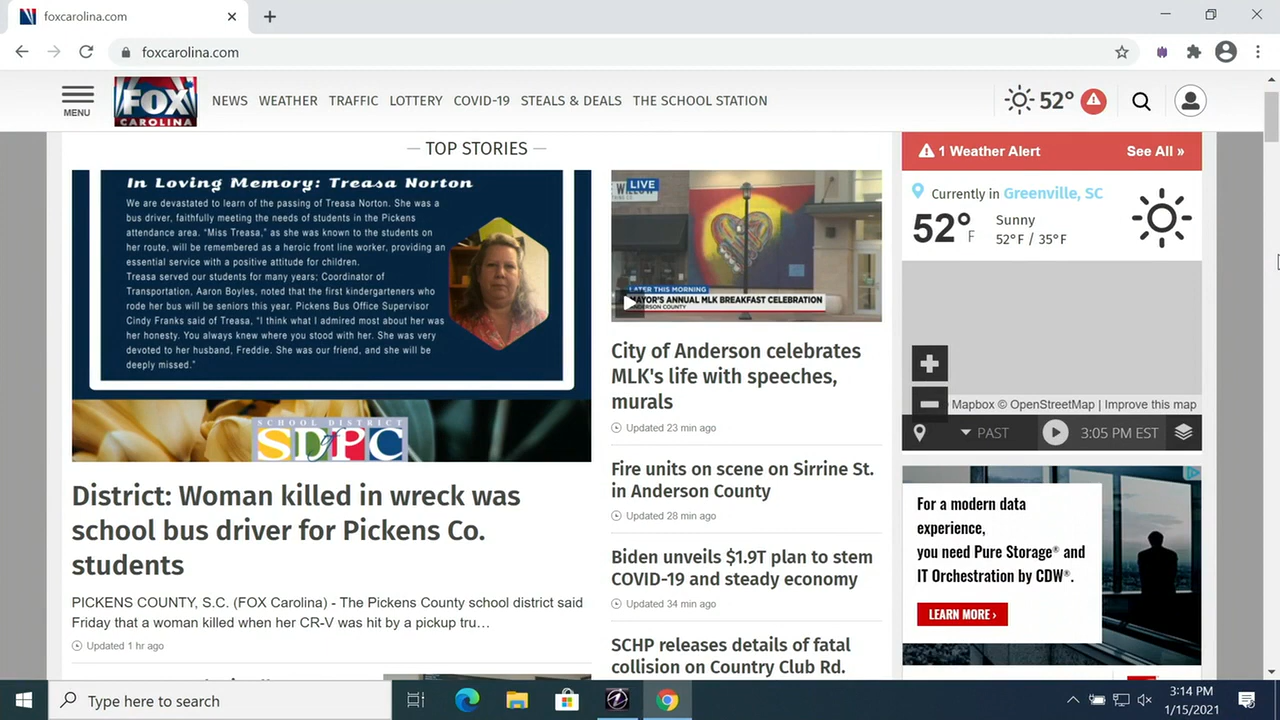 foxcarolina.com
foxcarolina.com
MENU
FOX
CAROLINA
NEWS WEATHER TRAFFIC LOTTERY COVID-19 STEALS & DEALS THE SCHOOL STATION
52°
TOP STORIES
In Loving Memory: Treasa Norton
We are devastated to learn of the passing of Treasa Norton. She was a
bus driver, faithfully meeting the needs of students in the Pickens
attendance area. “Miss Treasa,” as she was known to the students on
her route, will be remembered as a heroic front line worker, providing an
essential service with a positive attitude for children.
Treasa served our students for many years; Coordinator of
Transportation, Aaron Boyles, noted that the first kindergarteners who
rode her bus will be seniors this year. Pickens Bus Office Supervisor
Cindy Franks said of Treasa, “I think what I admired most about her was
her honesty. You always knew where you stood with her. She was very
devoted to her husband, Freddie. She was our friend, and she will be
deeply missed.”
SCHOOL DISTRICT
SDofPC
District: Woman killed in wreck was
school bus driver for Pickens Co.
students
PICKENS COUNTY, S.C. (FOX Carolina) - The Pickens County school district said
Friday that a woman killed when her CR-V was hit by a pickup tru…
Updated 1 hr ago
LIVE
LATER THIS MORNING
MAYOR'S ANNUAL MLK BREAKFAST CELEBRATION
ANDERSON COUNTY
City of Anderson celebrates
MLK's life with speeches,
murals
Updated 23 min ago
Fire units on scene on Sirrine St.
in Anderson County
Updated 28 min ago
Biden unveils $1.9T plan to stem
COVID-19 and steady economy
Updated 34 min ago
SCHP releases details of fatal
collision on Country Club Rd.
1 Weather Alert See All »
Currently in Greenville, SC
52° F
Sunny
52°F / 35°F
Mapbox © OpenStreetMap | Improve this map
PAST 3:05 PM EST
For a modern data
experience,
you need Pure Storage® and
IT Orchestration by CDW®.
LEARN MORE ›
Type here to search
3:14 PM
1/15/2021